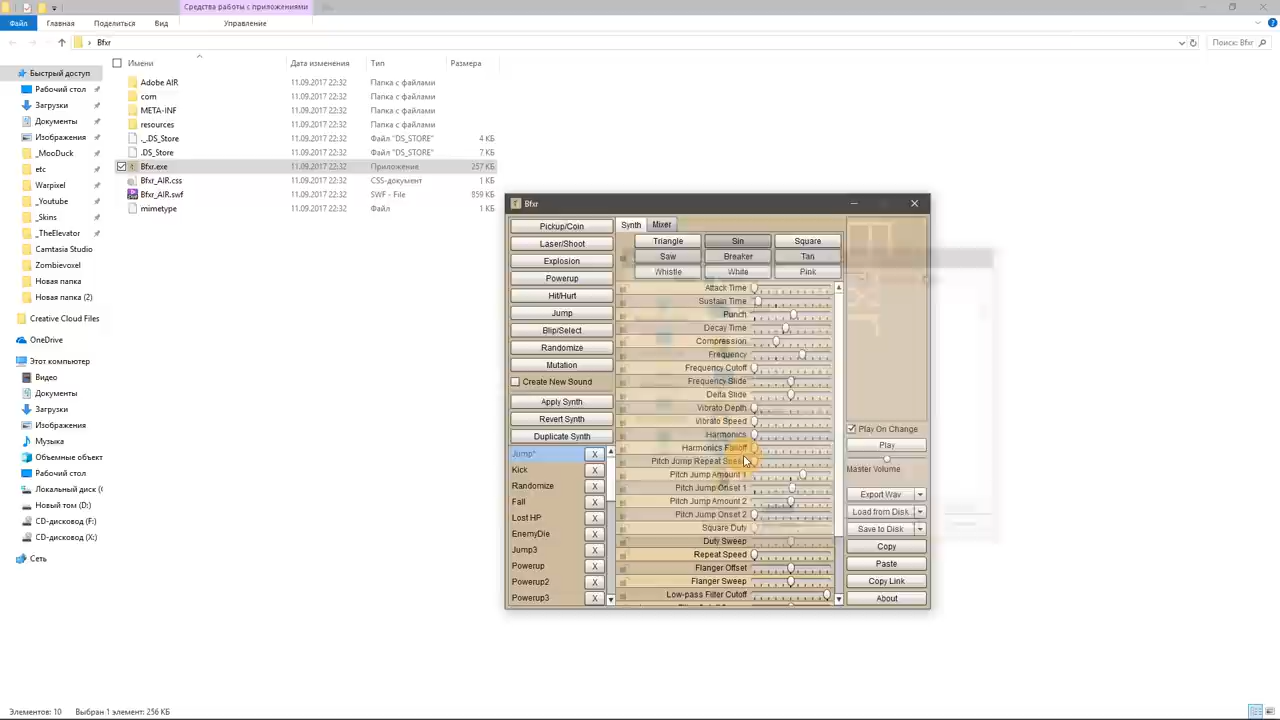 Средства работы с приложениями
Файл
Главная
Поделиться
Вид
Управление
Bfxr
Поиск: Bfxr
Имени
Дата изменения
Тип
Размера
Быстрый доступ
Рабочий стол
Загрузки
Документы
Изображения
_MooDuck
etc
Warpixel
_Youtube
_Skins
_TheElevator
Camtasia Studio
Zombievoxel
Новая папка
Новая папка (2)
Creative Cloud Files
OneDrive
Этот компьютер
Видео
Документы
Загрузки
Изображения
Музыка
Объемные объект
Рабочий стол
Локальный диск (
Новый том (D:)
CD-дисковод (F:)
CD-дисковод (X:)
Сеть
Adobe AIR 11.09.2017 22:32 Папка с файлами
com 11.09.2017 22:32 Папка с файлами
META-INF 11.09.2017 22:32 Папка с файлами
resources 11.09.2017 22:32 Папка с файлами
._.DS_Store 11.09.2017 22:32 Файл "DS_STORE" 4 КБ
.DS_Store 11.09.2017 22:32 Файл "DS_STORE" 7 КБ
Bfxr.exe 11.09.2017 22:32 Приложение 257 КБ
Bfxr_AIR.css 11.09.2017 22:32 CSS-документ 1 КБ
Bfxr_AIR.swf 11.09.2017 22:32 SWF - File 859 КБ
mimetype 11.09.2017 22:32 Файл 1 КБ
Bfxr
Pickup/Coin
Laser/Shoot
Explosion
Powerup
Hit/Hurt
Jump
Blip/Select
Randomize
Mutation
Create New Sound
Apply Synth
Revert Synth
Duplicate Synth
Jump* X
Kick X
Randomize X
Fall X
Lost HP X
EnemyDie X
Jump3 X
Powerup X
Powerup2 X
Powerup3 X
Synth Mixer
Triangle Sin Square
Saw Breaker Tan
Whistle White Pink
Attack Time
Sustain Time
Punch
Decay Time
Compression
Frequency
Frequency Cutoff
Frequency Slide
Delta Slide
Vibrato Depth
Vibrato Speed
Harmonics
Harmonics Falloff
Pitch Jump Repeat Speed
Pitch Jump Amount 1
Pitch Jump Onset 1
Pitch Jump Amount 2
Pitch Jump Onset 2
Square Duty
Duty Sweep
Repeat Speed
Flanger Offset
Flanger Sweep
Low-pass Filter Cutoff
Play On Change
Play
Master Volume
Export Wav
Load from Disk
Save to Disk
Copy
Paste
Copy Link
About
Элементов: 10 Выбран 1 элемент: 256 КБ